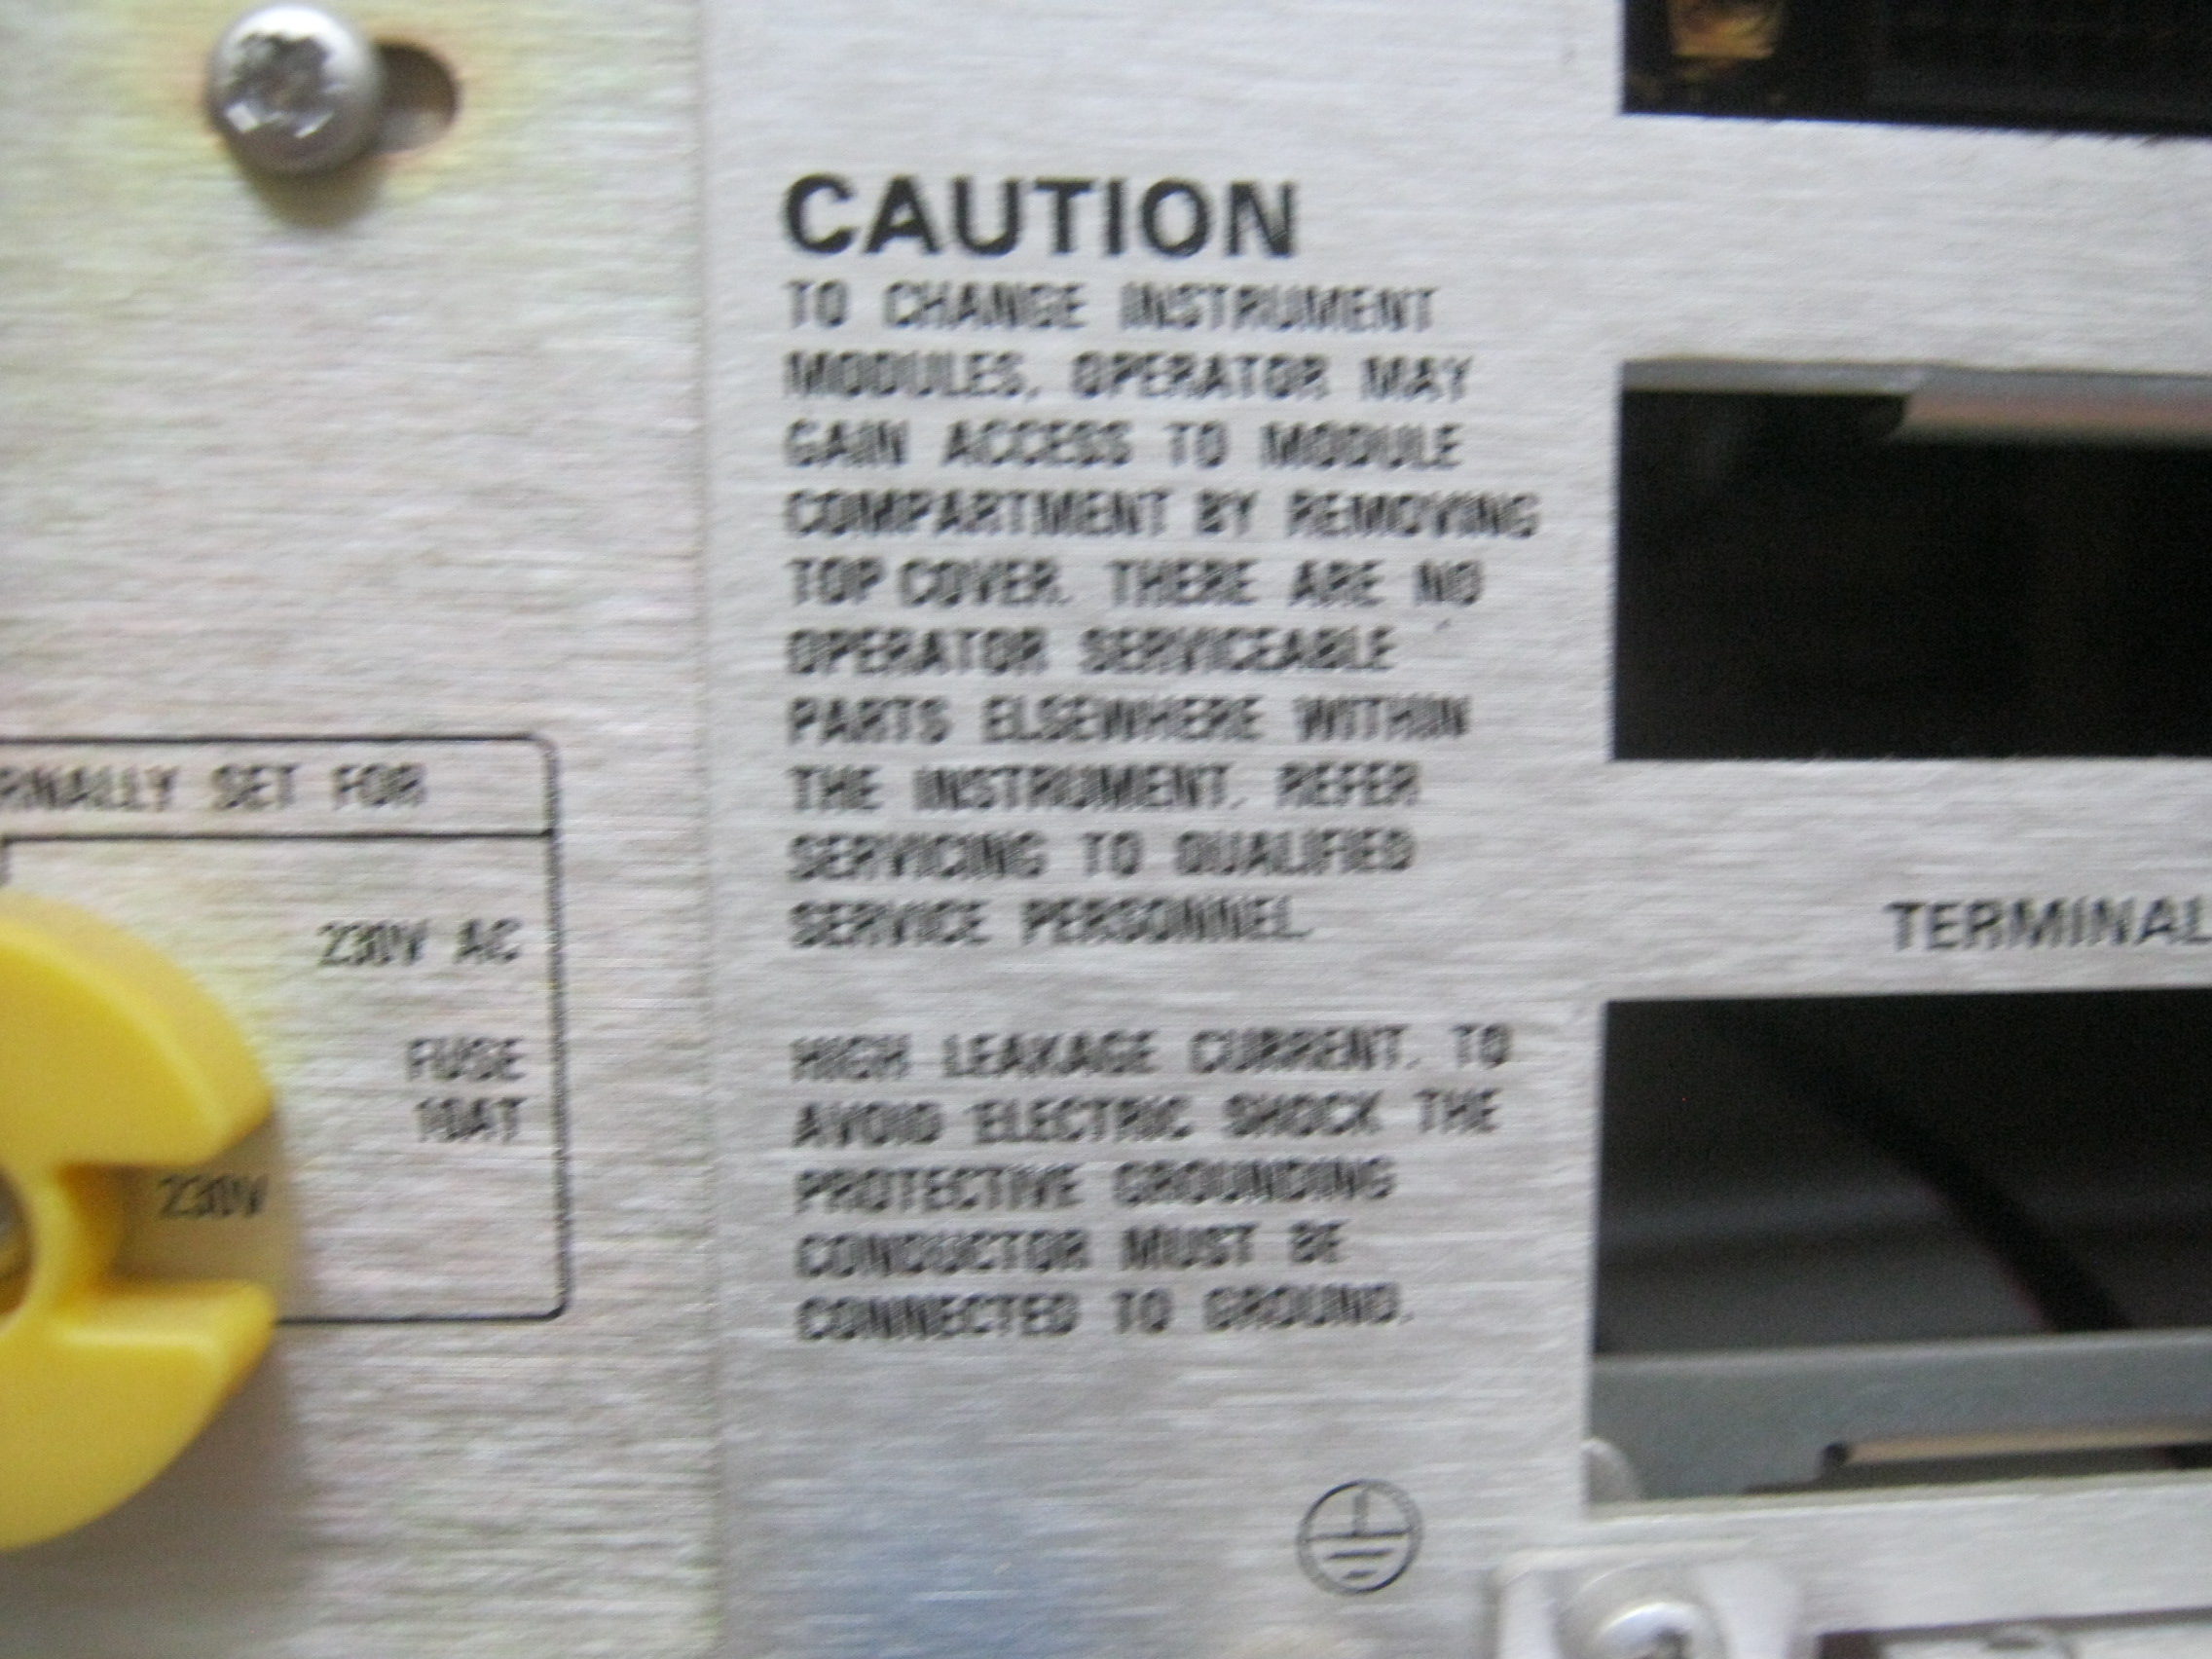 CAUTION
TO CHANGE INSTRUMENT
MODULES, OPERATOR MAY
GAIN ACCESS TO MODULE
COMPARTMENT BY REMOVING
TOP COVER. THERE ARE NO
OPERATOR SERVICEABLE
PARTS ELSEWHERE WITHIN
THE INSTRUMENT. REFER
SERVICING TO QUALIFIED
SERVICE PERSONNEL.
HIGH LEAKAGE CURRENT. TO
AVOID ELECTRIC SHOCK THE
PROTECTIVE GROUNDING
CONDUCTOR MUST BE
CONNECTED TO GROUND.
RNALLY SET FOR
230V AC
FUSE
10AT
230V
TERMINAL